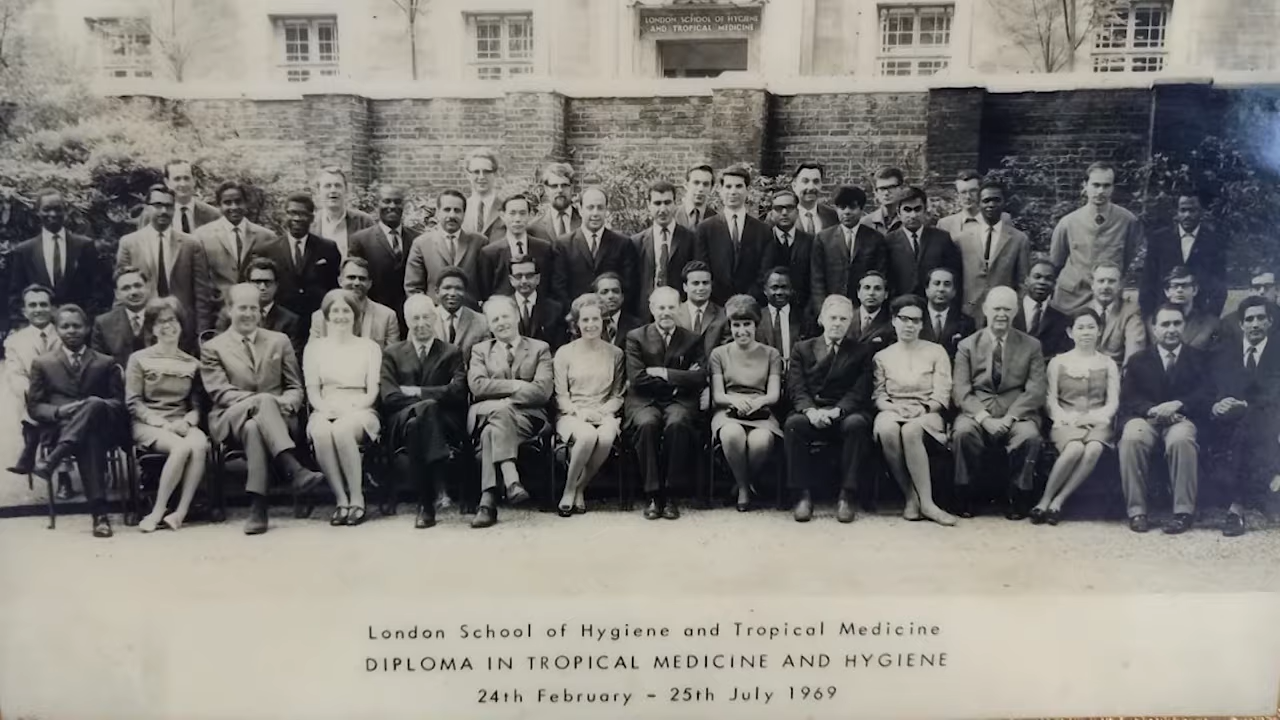 LONDON SCHOOL OF HYGIENE
AND TROPICAL MEDICINE
London School of Hygiene and Tropical Medicine
DIPLOMA IN TROPICAL MEDICINE AND HYGIENE
24th February – 25th July 1969